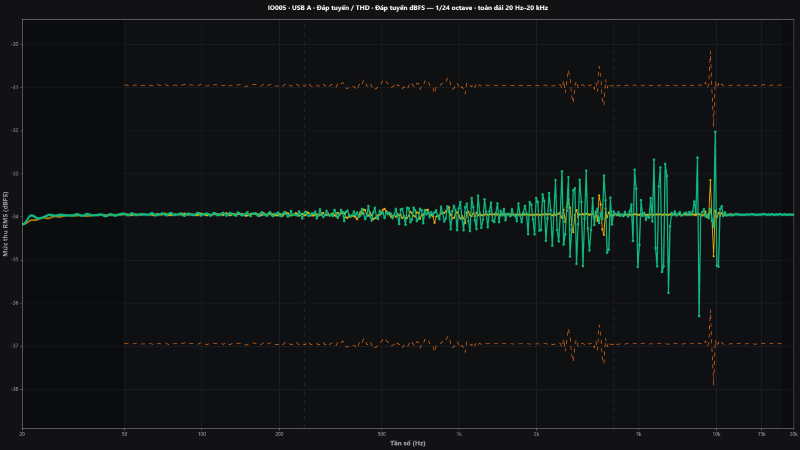 IO005 · USB A · Đáp tuyến / THD · Đáp tuyến dBFS — 1/24 octave · toàn dải 20 Hz–20 kHz
Mức thu RMS (dBFS)
-30
-31
-32
-33
-34
-35
-36
-37
-38
20
50
100
200
500
1k
2k
5k
10k
15k
20k
Tần số (Hz)